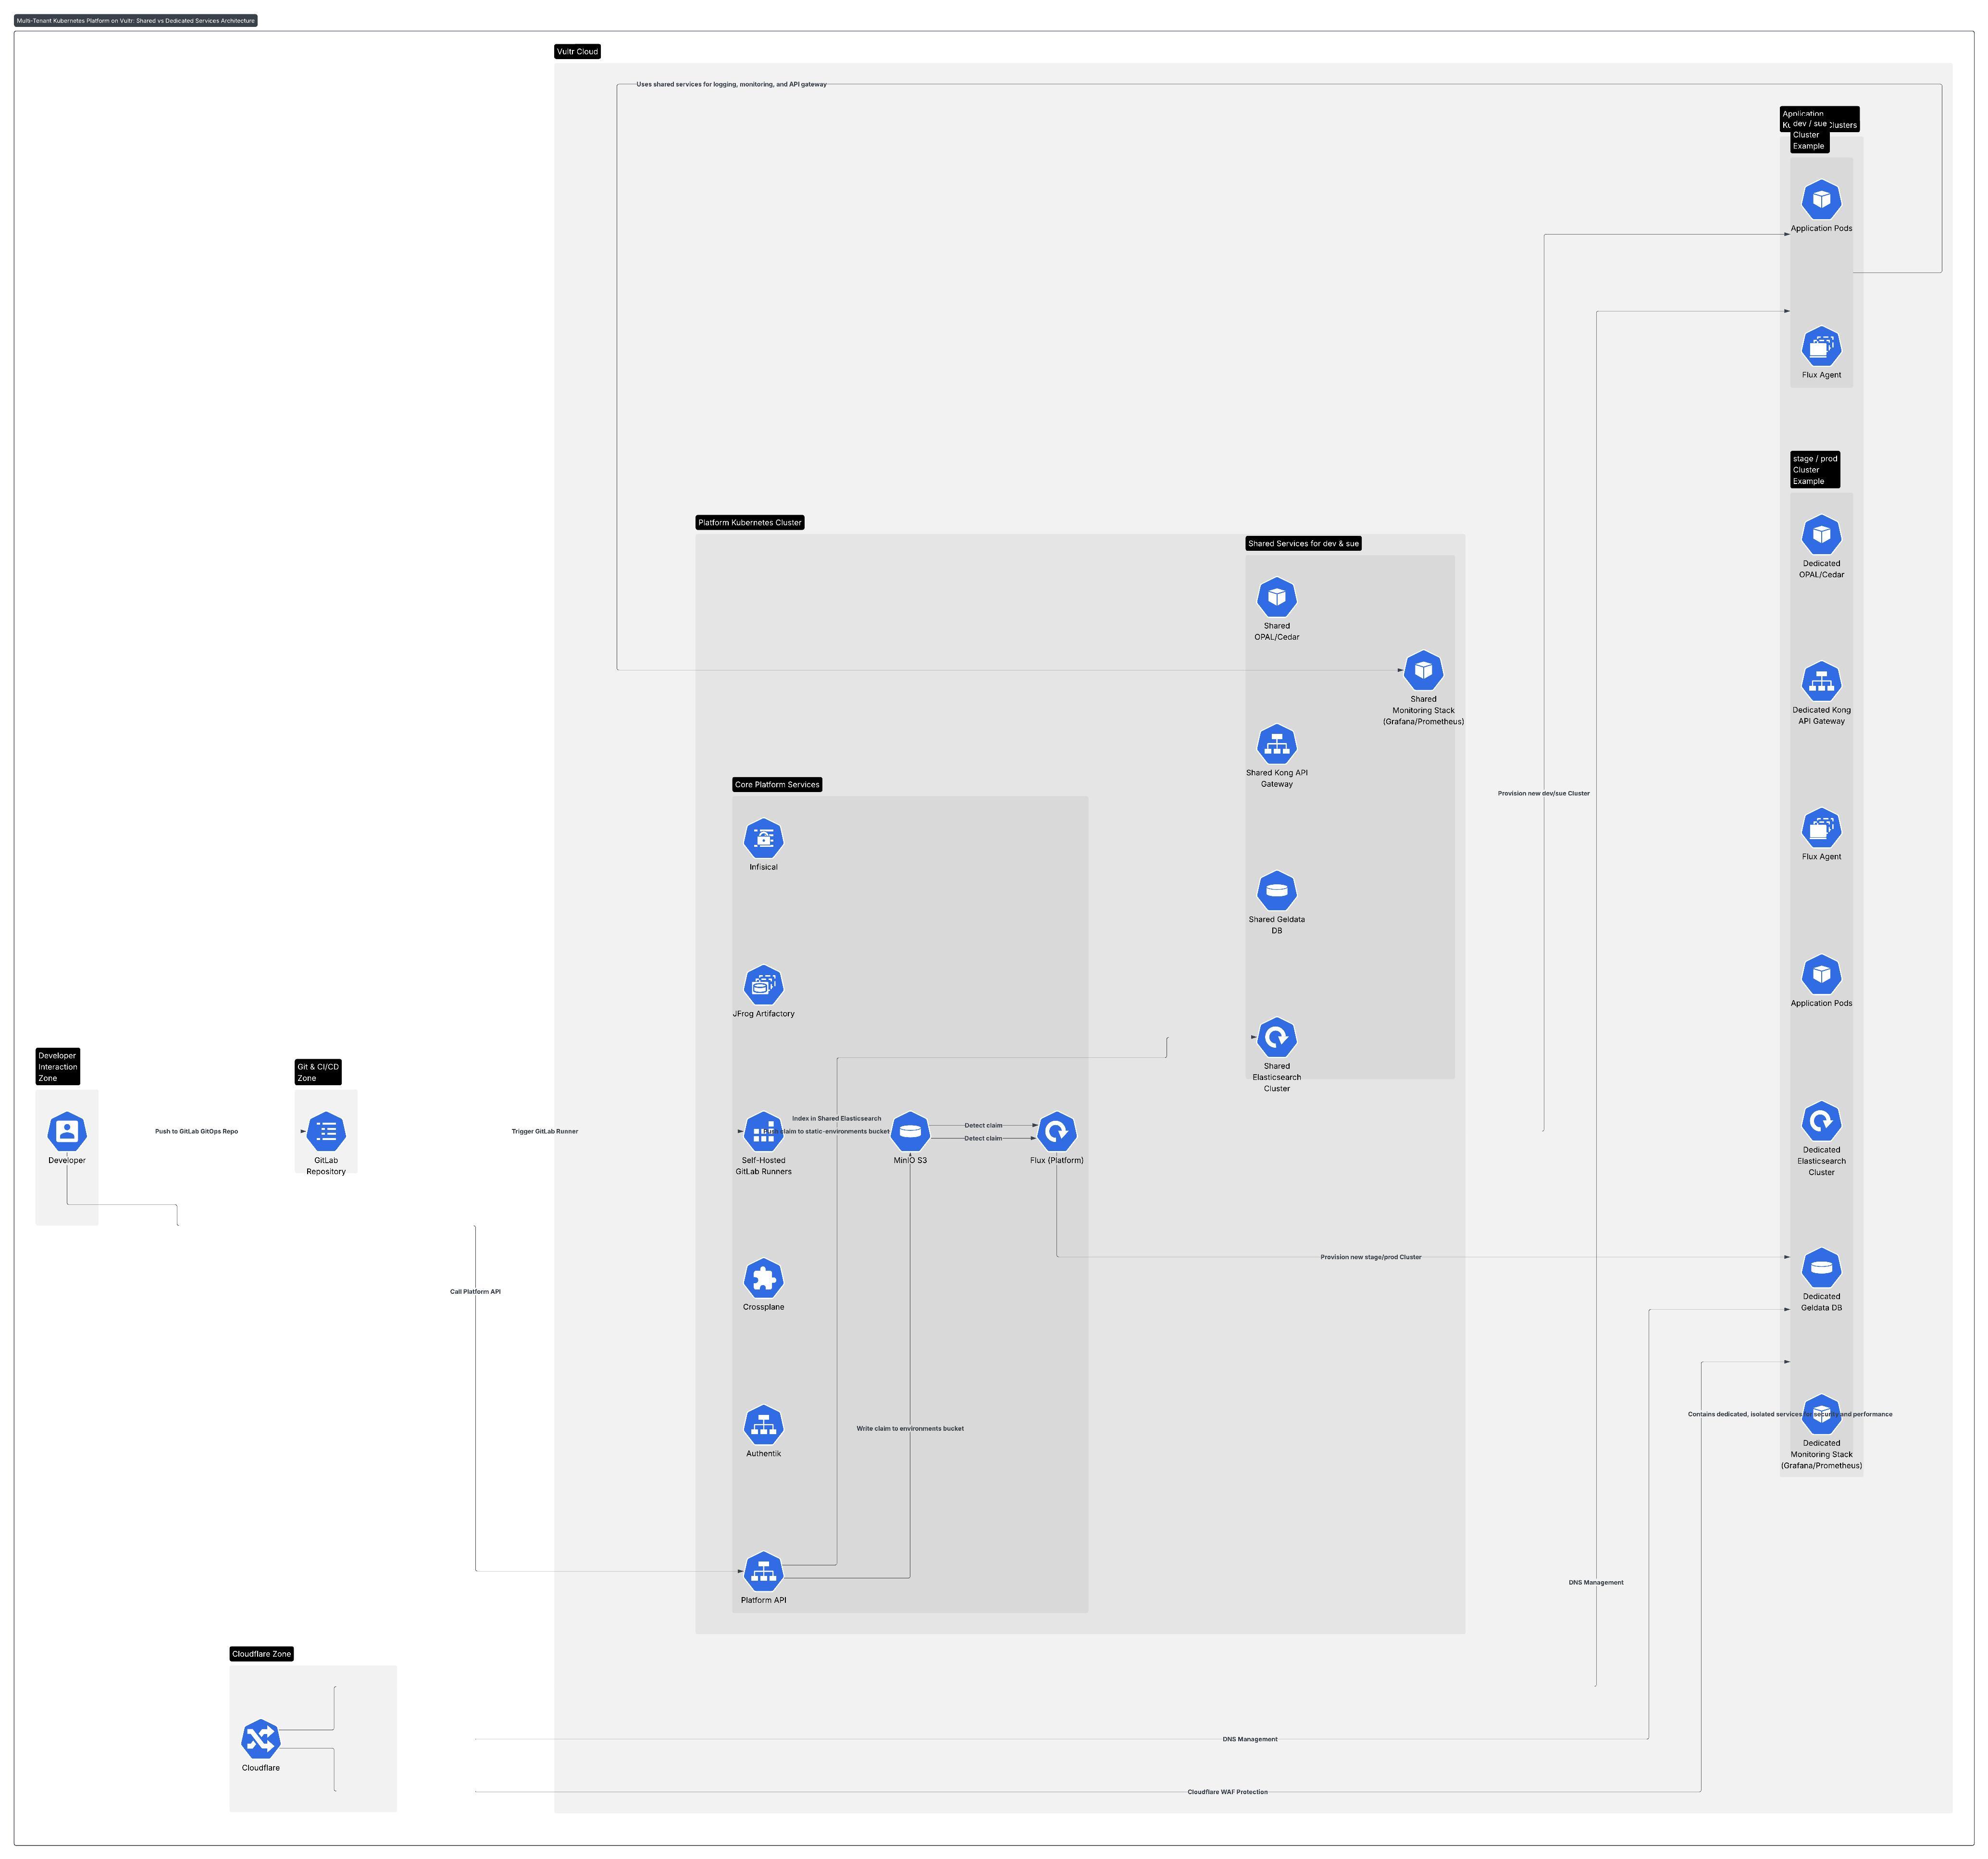 Multi-Tenant Kubernetes Platform on Vultr: Shared vs Dedicated Services Architecture
Vultr Cloud
Uses shared services for logging, monitoring, and API gateway
Application
Clusters
dev / sue
Cluster
Example
Application Pods
Flux Agent
stage / prod
Cluster
Example
Dedicated
OPAL/Cedar
Dedicated Kong
API Gateway
Flux Agent
Application Pods
Dedicated
Elasticsearch
Cluster
Dedicated
Geldata DB
Contains dedicated, isolated services for security and performance
Dedicated
Monitoring Stack
(Grafana/Prometheus)
Platform Kubernetes Cluster
Shared Services for dev & sue
Shared
OPAL/Cedar
Shared
Monitoring Stack
(Grafana/Prometheus)
Shared Kong API
Gateway
Shared Geldata
DB
Shared
Elasticsearch
Cluster
Provision new dev/sue Cluster
Core Platform Services
Infisical
JFrog Artifactory
Index in Shared Elasticsearch
Push claim to static-environments bucket
Self-Hosted
GitLab Runners
MinIO S3
Detect claim
Detect claim
Flux (Platform)
Crossplane
Authentik
Write claim to environments bucket
Platform API
Provision new stage/prod Cluster
Developer
Interaction
Zone
Developer
Push to GitLab GitOps Repo
Git & CI/CD
Zone
GitLab
Repository
Trigger GitLab Runner
Call Platform API
DNS Management
Cloudflare Zone
Cloudflare
DNS Management
Cloudflare WAF Protection